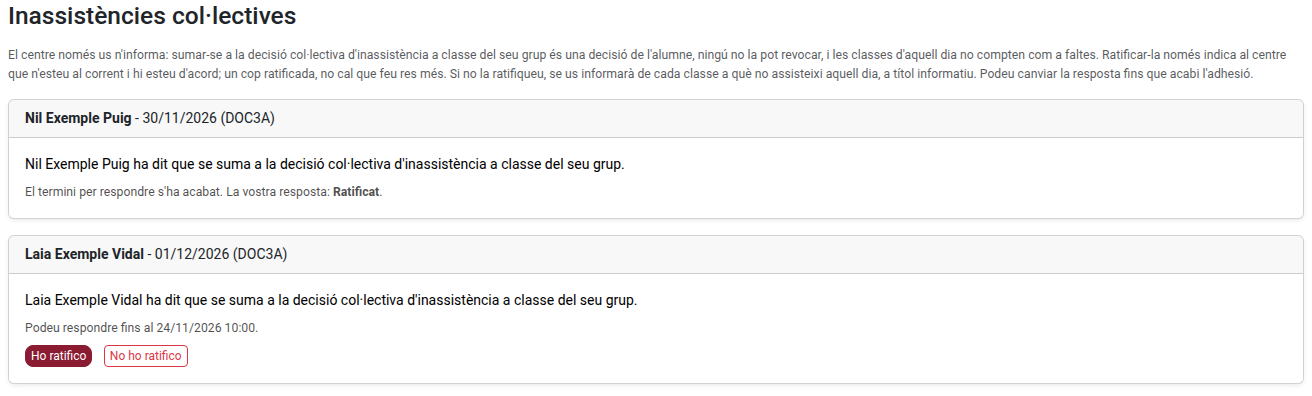 Inassistències col·lectives
El centre només us n'informa: sumar-se a la decisió col·lectiva d'inassistència a classe del seu grup és una decisió de l'alumne, ningú no la pot revocar, i les classes d'aquell dia no compten com a faltes. Ratificar-la només indica al centre
que n'esteu al corrent i hi esteu d'acord; un cop ratificada, no cal que feu res més. Si no la ratifiqueu, se us informarà de cada classe a què no assisteixi aquell dia, a títol informatiu. Podeu canviar la resposta fins que acabi l'adhesió.
Nil Exemple Puig - 30/11/2026 (DOC3A)
Nil Exemple Puig ha dit que se suma a la decisió col·lectiva d'inassistència a classe del seu grup.
El termini per respondre s'ha acabat. La vostra resposta: Ratificat.
Laia Exemple Vidal - 01/12/2026 (DOC3A)
Laia Exemple Vidal ha dit que se suma a la decisió col·lectiva d'inassistència a classe del seu grup.
Podeu respondre fins al 24/11/2026 10:00.
Ho ratifico No ho ratifico